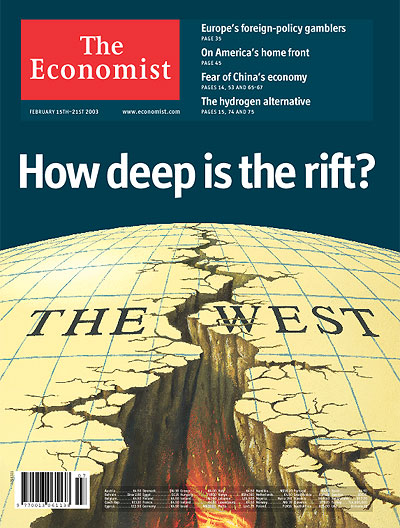 The
Economist
FEBRUARY 15TH-21ST 2003
www.economist.com
Europe's foreign-policy gamblers
PAGE 35
On America's home front
PAGE 45
Fear of China's economy
PAGES 14, 53 AND 65-67
The hydrogen alternative
PAGES 15, 74 AND 75
How deep is the rift?
THE WEST
07